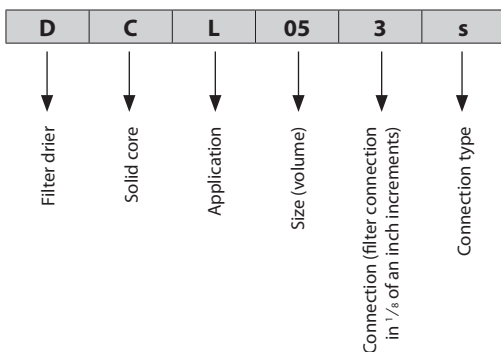 D C L 05 3 s
Filter drier
Solid core
Application
Size (volume)
Connection (filter connection
in 1/8 of an inch increments)
Connection type